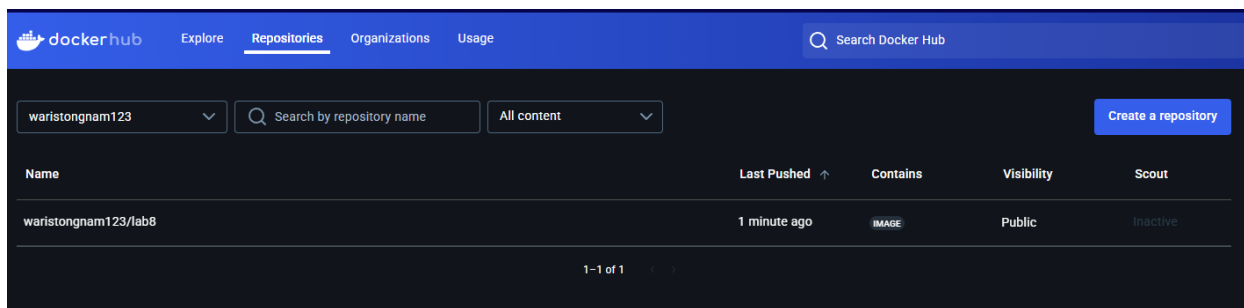 dockerhub Explore Repositories Organizations Usage Search Docker Hub
waristongnam123 Search by repository name All content Create a repository
Name Last Pushed Contains Visibility Scout
waristongnam123/lab8 1 minute ago IMAGE Public Inactive
1–1 of 1